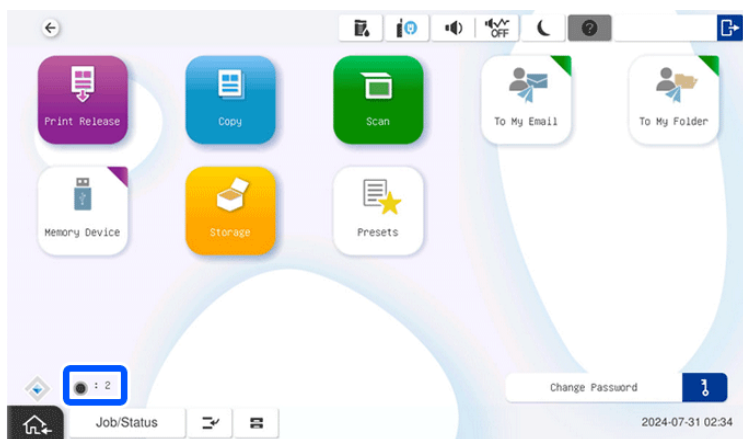 OFF
?
Print Release
Copy
Scan
To My Email
To My Folder
Memory Device
Storage
Presets
: 2
Change Password
Job/Status
2024-07-31 02:34